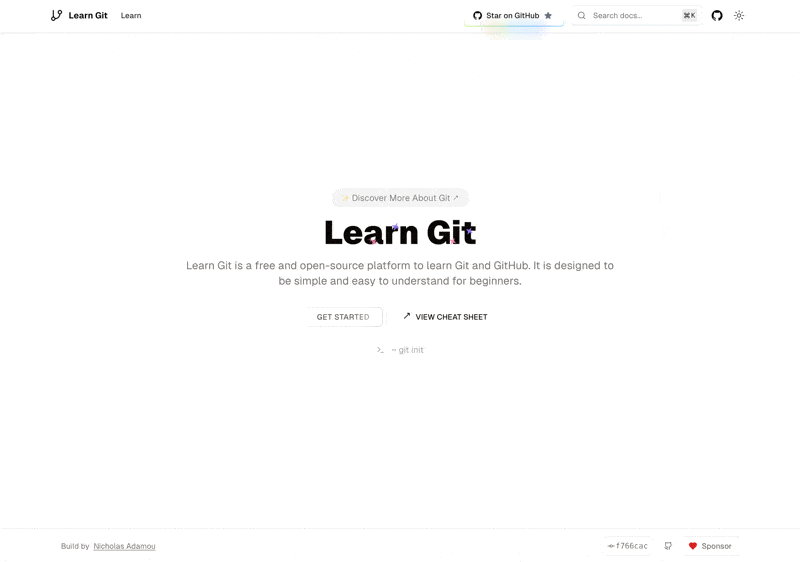 Learn Git
Learn
Star on GitHub
Search docs...
⌘K
✨ Discover More About Git ↗
Learn Git
Learn Git is a free and open-source platform to learn Git and GitHub. It is designed to
be simple and easy to understand for beginners.
GET STARTED
↗ VIEW CHEAT SHEET
~ git init
Build by Nicholas Adamou
f766cac
Sponsor